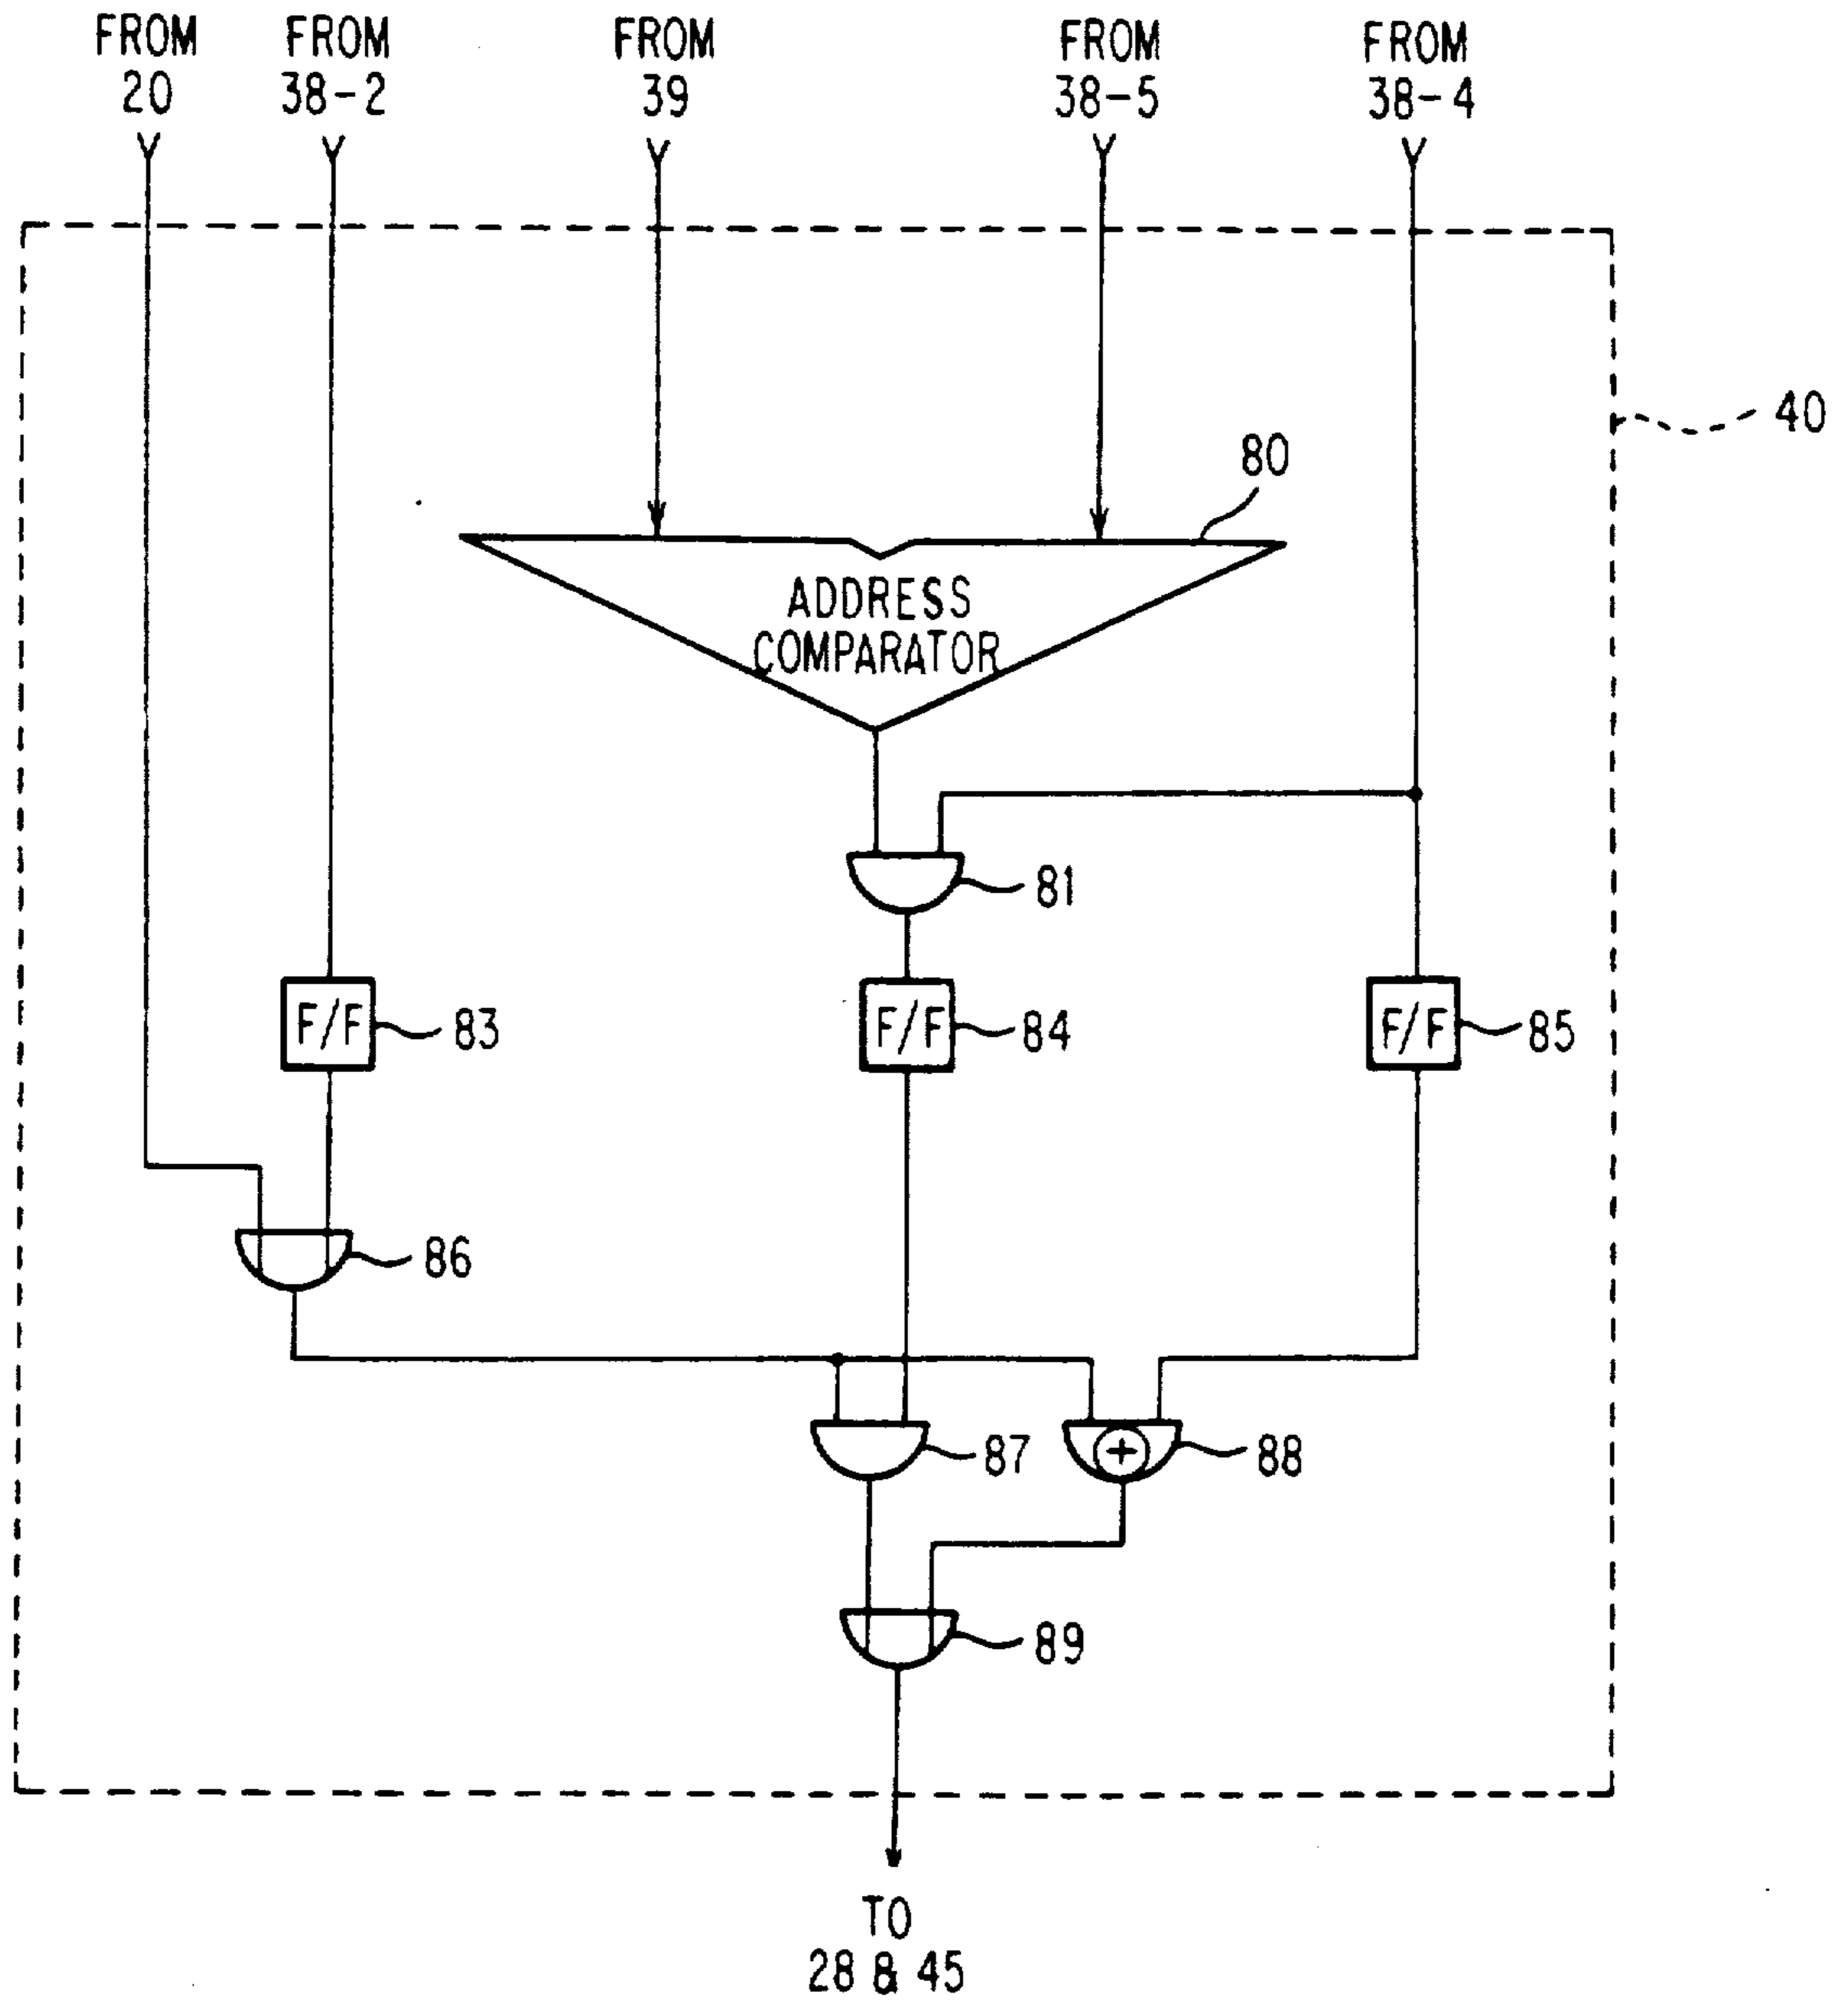 FROM
20
FROM
38-2
FROM
39
FROM
38-5
FROM
38-4
40
80
ADDRESS
COMPARATOR
81
F/F
83
F/F
84
F/F
85
86
87
+
88
89
TO
28 & 45